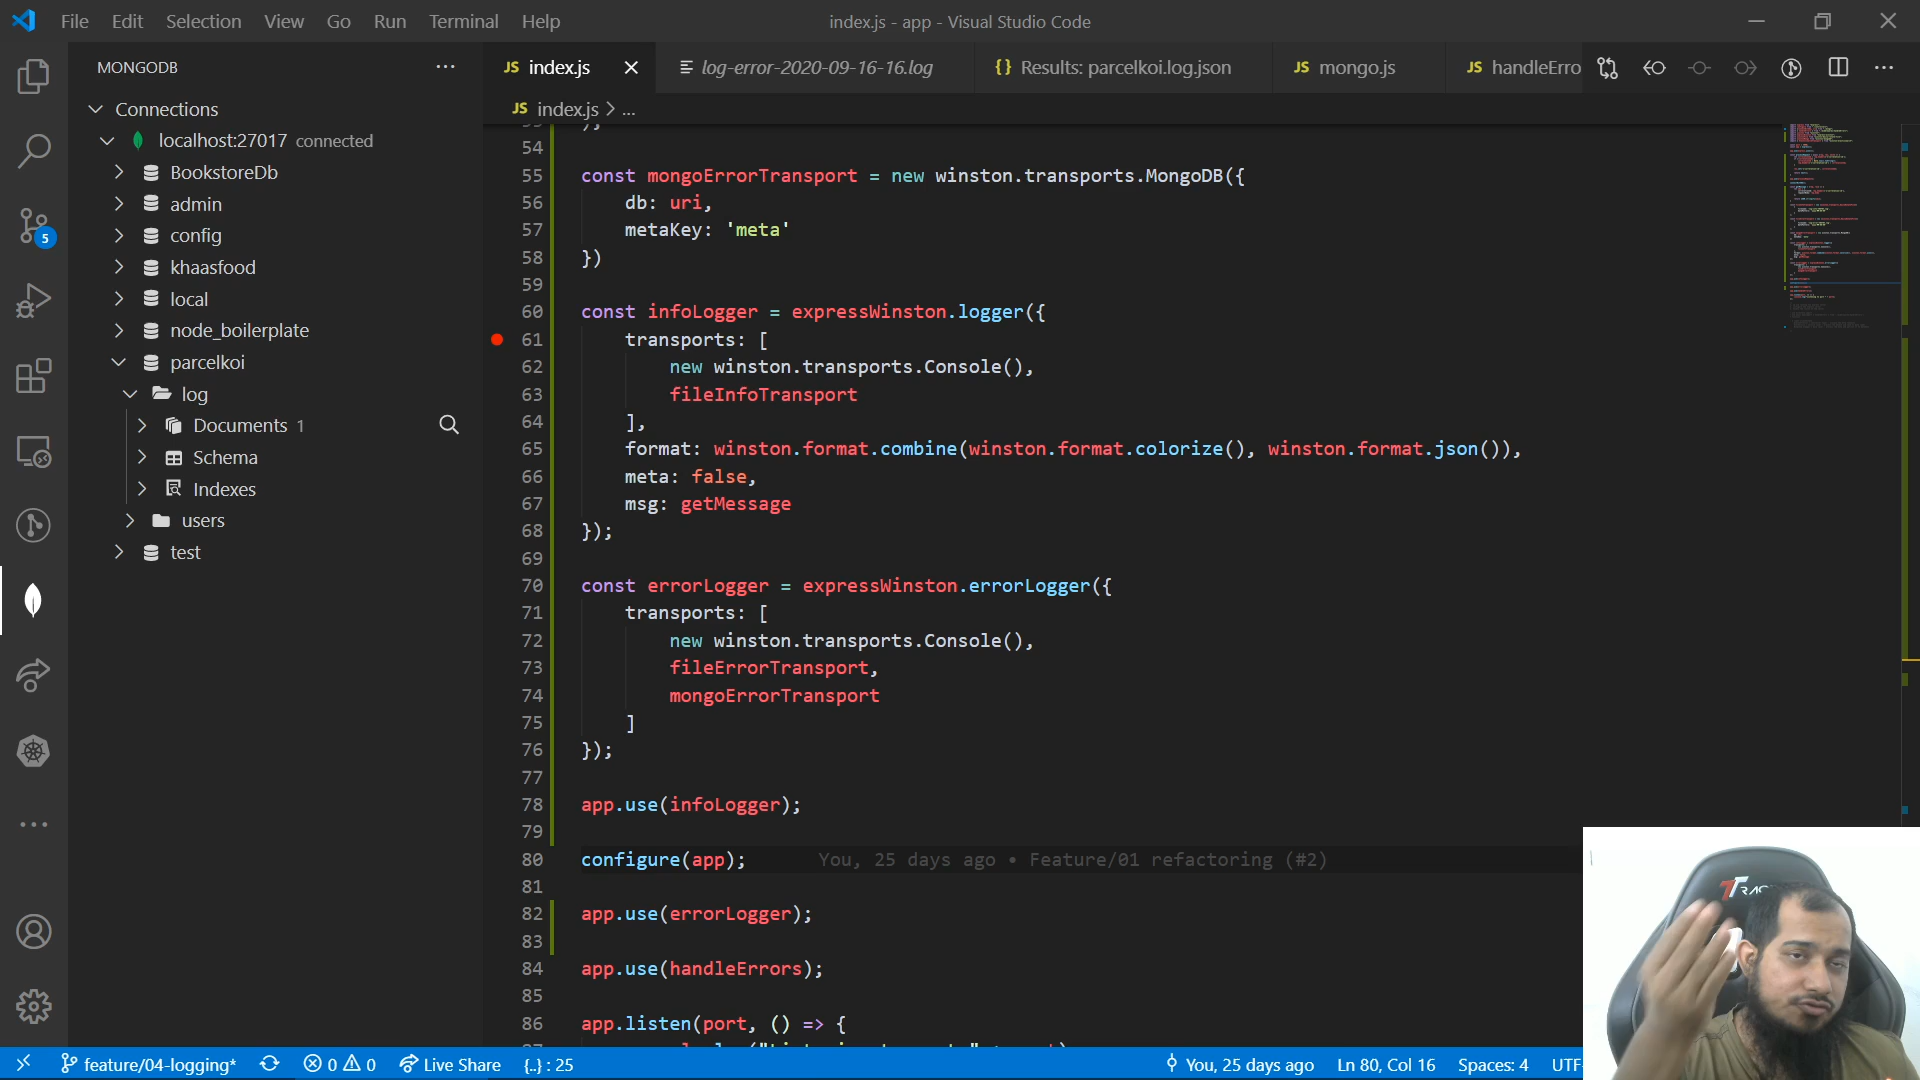 File Edit Selection View Go Run Terminal Help
index.js - app - Visual Studio Code
MONGODB
JS index.js
log-error-2020-09-16-16.log
{} Results: parcelkoi.log.json
JS mongo.js
JS handleErro
Connections
localhost:27017 connected
BookstoreDb
admin
config
khaasfood
local
node_boilerplate
parcelkoi
log
Documents 1
Schema
Indexes
users
test
5
JS index.js > ...
54
55 const mongoErrorTransport = new winston.transports.MongoDB({
56 db: uri,
57 metaKey: 'meta'
58 })
59
60 const infoLogger = expressWinston.logger({
61 transports: [
62 new winston.transports.Console(),
63 fileInfoTransport
64 ],
65 format: winston.format.combine(winston.format.colorize(), winston.format.json()),
66 meta: false,
67 msg: getMessage
68 });
69
70 const errorLogger = expressWinston.errorLogger({
71 transports: [
72 new winston.transports.Console(),
73 fileErrorTransport,
74 mongoErrorTransport
75 ]
76 });
77
78 app.use(infoLogger);
79
80 configure(app); You, 25 days ago • Feature/01 refactoring (#2)
81
82 app.use(errorLogger);
83
84 app.use(handleErrors);
85
86 app.listen(port, () => {
feature/04-logging* 0 0 Live Share {..} : 25
You, 25 days ago Ln 80, Col 16 Spaces: 4 UTF